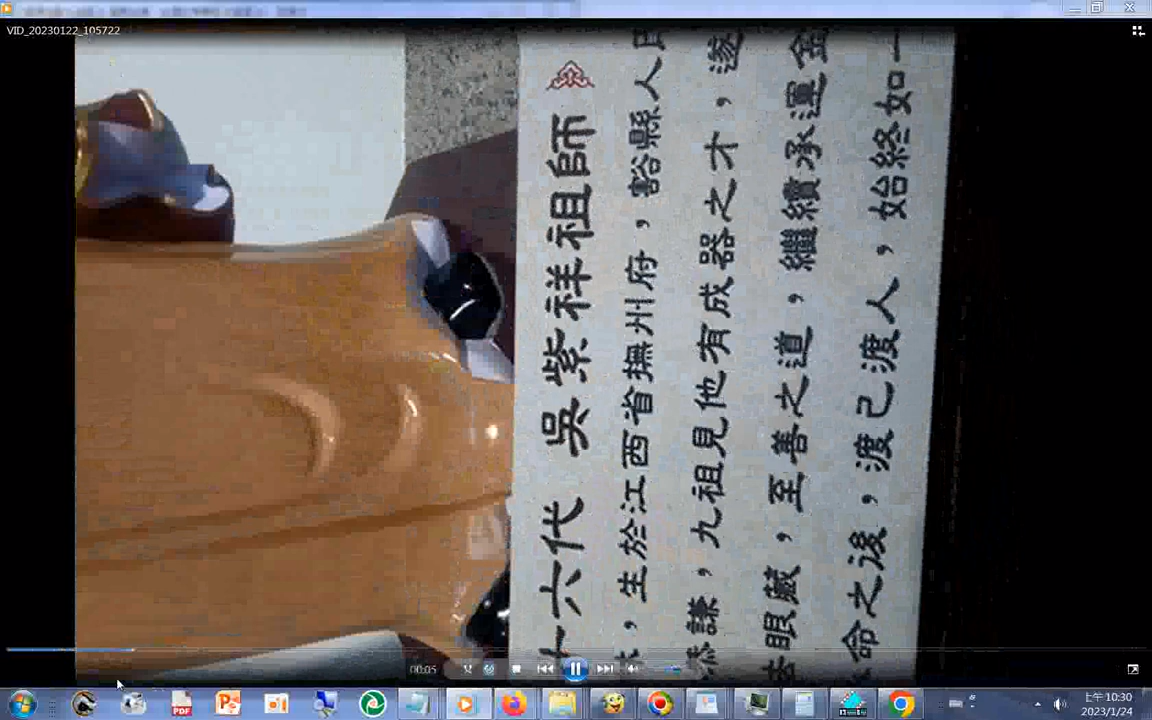 VID_20230122_105722
六代 吳紫祥祖師
，生於江西省撫州府，谿縣人
恭謙，九祖見他有成器之才，遂
眼藏，至善之道，繼續承運金
命之後，渡己渡人，始終如一
00:05
PDF
上午 10:30
2023/1/24